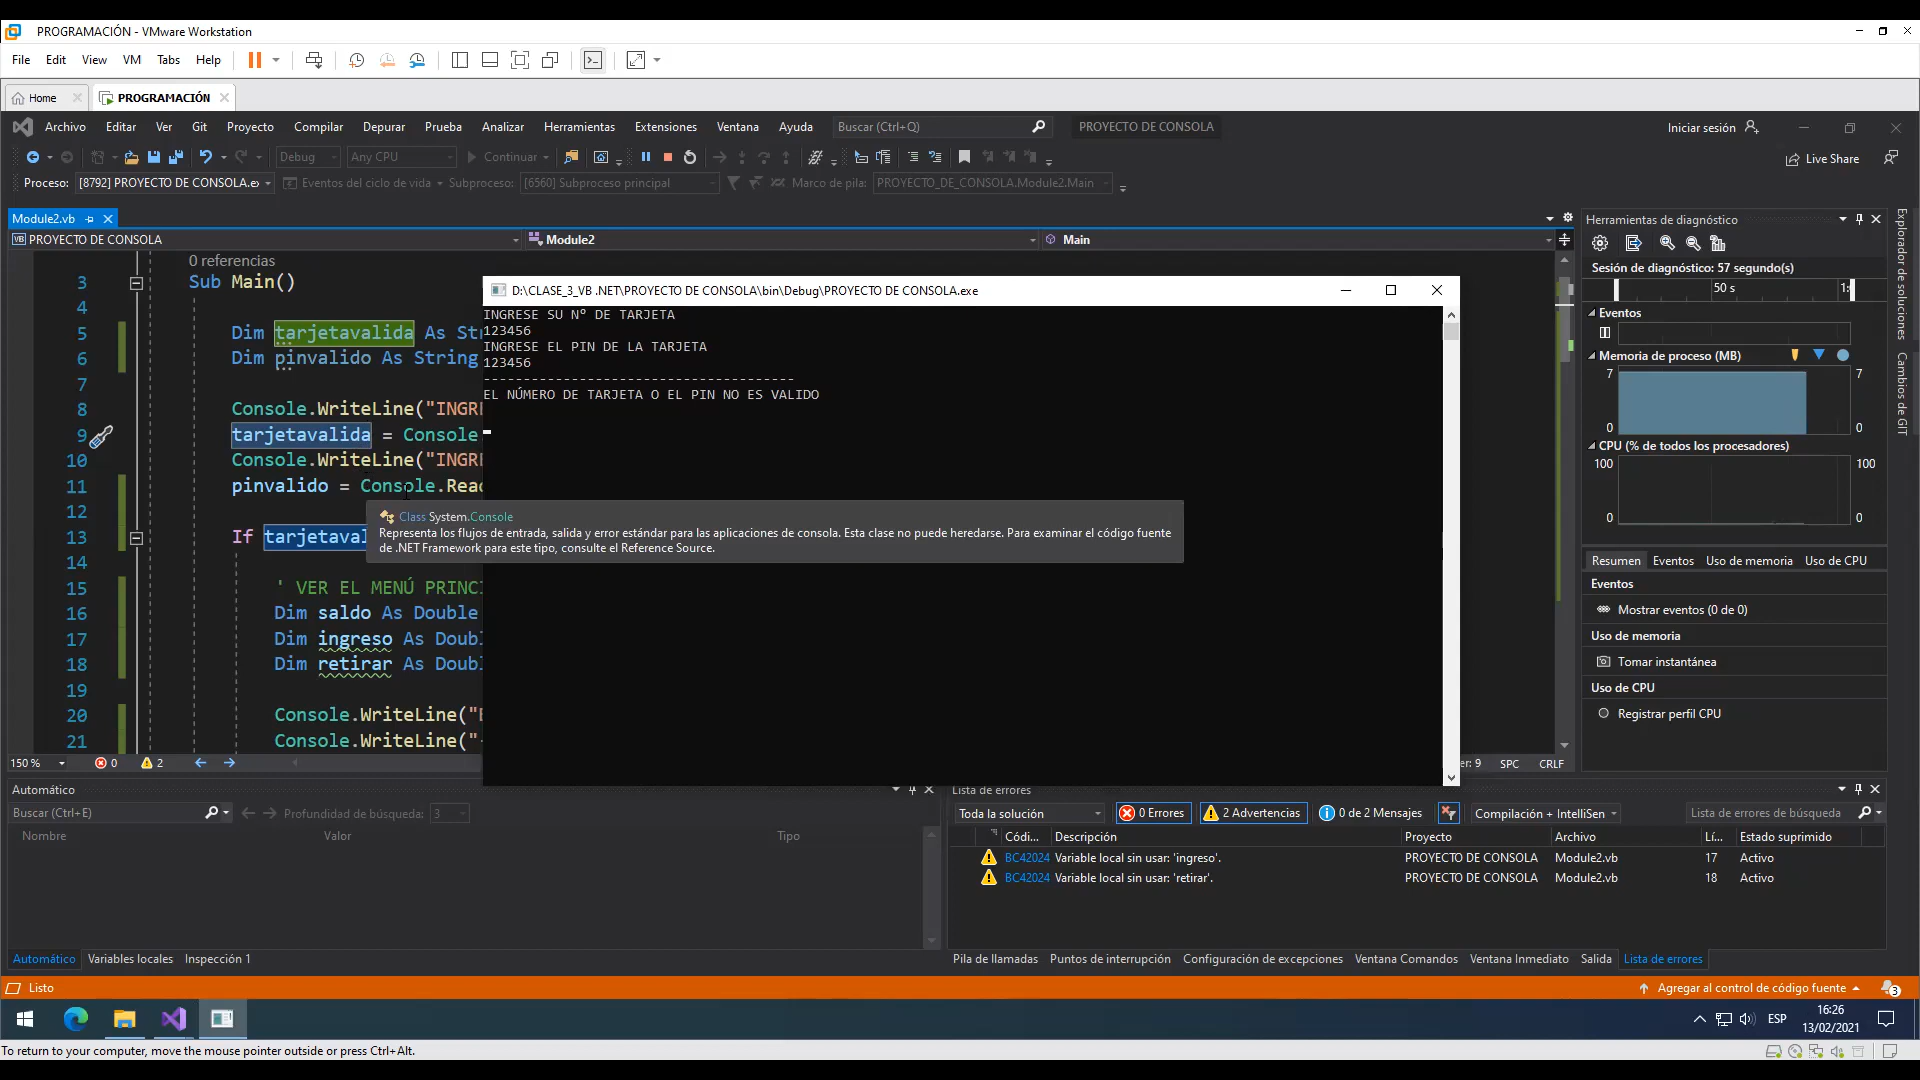 PROGRAMACIÓN - VMware Workstation
File Edit View VM Tabs Help
Home PROGRAMACIÓN
Archivo Editar Ver Git Proyecto Compilar Depurar Prueba Analizar Herramientas Extensiones Ventana Ayuda Buscar (Ctrl+Q) PROYECTO DE CONSOLA Iniciar sesión
Debug Any CPU Continuar Live Share
Proceso: [8792] PROYECTO DE CONSOLA.ex Eventos del ciclo de vida Subproceso: [6560] Subproceso principal Marco de pila: PROYECTO_DE_CONSOLA.Module2.Main
Module2.vb
VB PROYECTO DE CONSOLA Module2 Main
0 referencias
3 Sub Main()
4
5 Dim tarjetavalida As Str
6 Dim pinvalido As String
7
8 Console.WriteLine("INGRE
9 tarjetavalida = Console
10 Console.WriteLine("INGRE
11 pinvalido = Console.Read
12
13 If tarjetaval
14
15 ' VER EL MENÚ PRINCI
16 Dim saldo As Double
17 Dim ingreso As Doubl
18 Dim retirar As Doubl
19
20 Console.WriteLine("
21 Console.WriteLine("-
D:\CLASE_3_VB .NET\PROYECTO DE CONSOLA\bin\Debug\PROYECTO DE CONSOLA.exe
INGRESE SU Nº DE TARJETA
123456
INGRESE EL PIN DE LA TARJETA
123456
---------------------------------------
EL NÚMERO DE TARJETA O EL PIN NO ES VALIDO
Class System.Console
Representa los flujos de entrada, salida y error estándar para las aplicaciones de consola. Esta clase no puede heredarse. Para examinar el código fuente
de .NET Framework para este tipo, consulte el Reference Source.
150 % 0 2 er: 9 SPC CRLF
Herramientas de diagnóstico
Sesión de diagnóstico: 57 segundo(s)
50 s 1:
Eventos
Memoria de proceso (MB)
7 7
0 0
CPU (% de todos los procesadores)
100 100
0 0
Resumen Eventos Uso de memoria Uso de CPU
Eventos
Mostrar eventos (0 de 0)
Uso de memoria
Tomar instantánea
Uso de CPU
Registrar perfil CPU
Explorador de soluciones
Cambios de GIT
Automático
Buscar (Ctrl+E) Profundidad de búsqueda: 3
Nombre Valor Tipo
Automático Variables locales Inspección 1
Lista de errores
Toda la solución 0 Errores 2 Advertencias 0 de 2 Mensajes Compilación + IntelliSen Lista de errores de búsqueda
Códi... Descripción Proyecto Archivo Lí... Estado suprimido
BC42024 Variable local sin usar: 'ingreso'. PROYECTO DE CONSOLA Module2.vb 17 Activo
BC42024 Variable local sin usar: 'retirar'. PROYECTO DE CONSOLA Module2.vb 18 Activo
Pila de llamadas Puntos de interrupción Configuración de excepciones Ventana Comandos Ventana Inmediato Salida Lista de errores
Listo Agregar al control de código fuente 3
ESP 16:26
13/02/2021
To return to your computer, move the mouse pointer outside or press Ctrl+Alt.